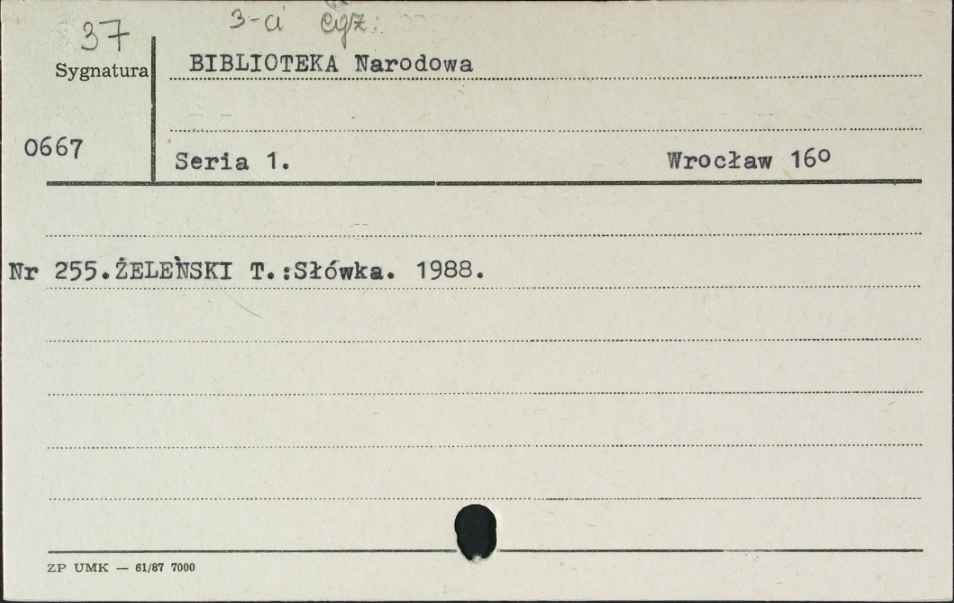 37 3-ci egz.
Sygnatura BIBLIOTEKA Narodowa
0667 Seria 1. Wrocław 16o
Nr 255.ŻELEŃSKI T.:Słówka. 1988.
ZP UMK — 61/87 7000